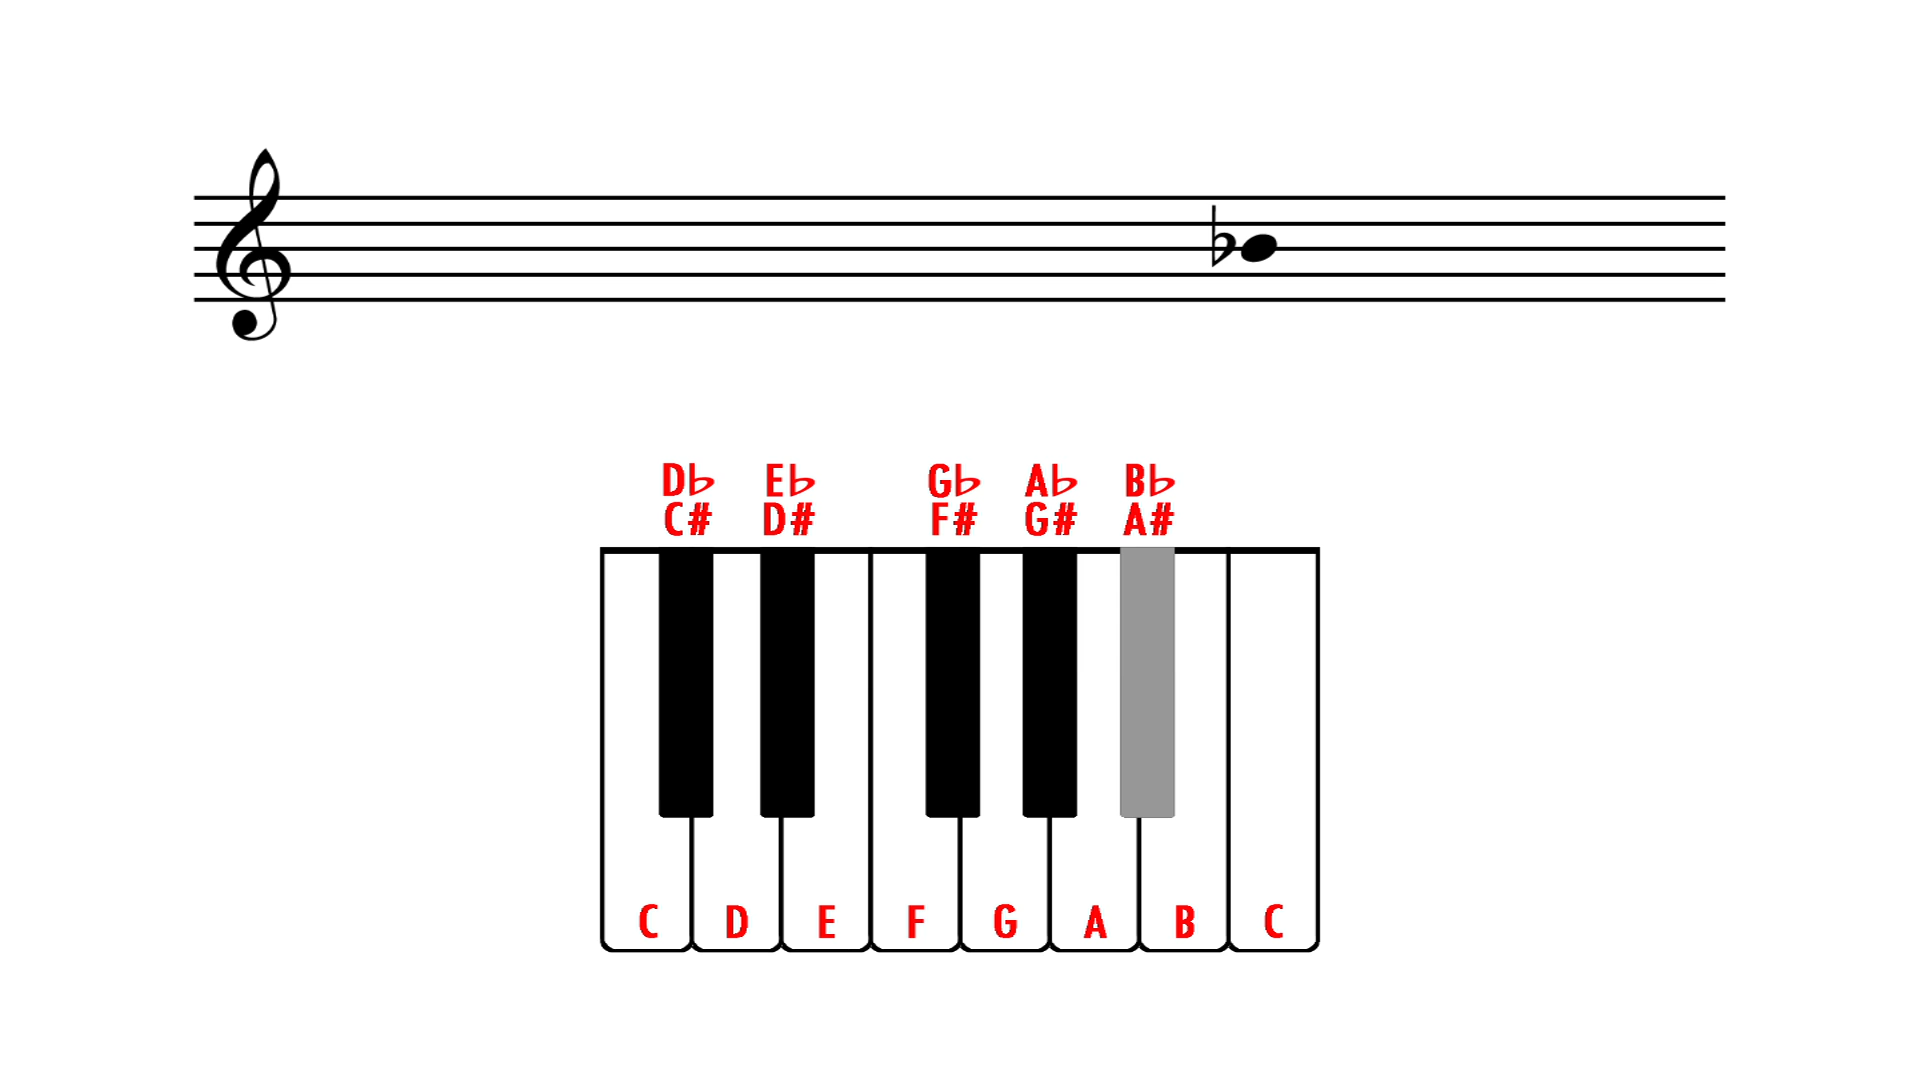 D♭ E♭ G♭ A♭ B♭
C# D# F# G# A#
C D E F G A B C